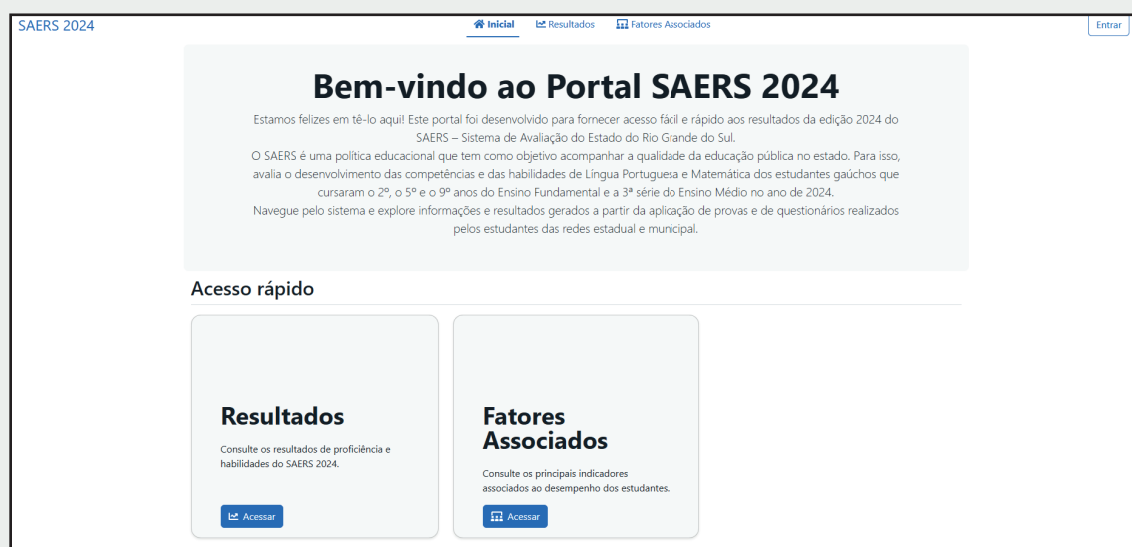 SAERS 2024
Inicial
Resultados
Fatores Associados
Entrar
Bem-vindo ao Portal SAERS 2024
Estamos felizes em tê-lo aqui! Este portal foi desenvolvido para fornecer acesso fácil e rápido aos resultados da edição 2024 do
SAERS – Sistema de Avaliação do Estado do Rio Grande do Sul.
O SAERS é uma política educacional que tem como objetivo acompanhar a qualidade da educação pública no estado. Para isso,
avalia o desenvolvimento das competências e das habilidades de Língua Portuguesa e Matemática dos estudantes gaúchos que
cursaram o 2º, o 5º e o 9º anos do Ensino Fundamental e a 3ª série do Ensino Médio no ano de 2024.
Navegue pelo sistema e explore informações e resultados gerados a partir da aplicação de provas e de questionários realizados
pelos estudantes das redes estadual e municipal.
Acesso rápido
Resultados
Consulte os resultados de proficiência e
habilidades do SAERS 2024.
Acessar
Fatores
Associados
Consulte os principais indicadores
associados ao desempenho dos estudantes.
Acessar